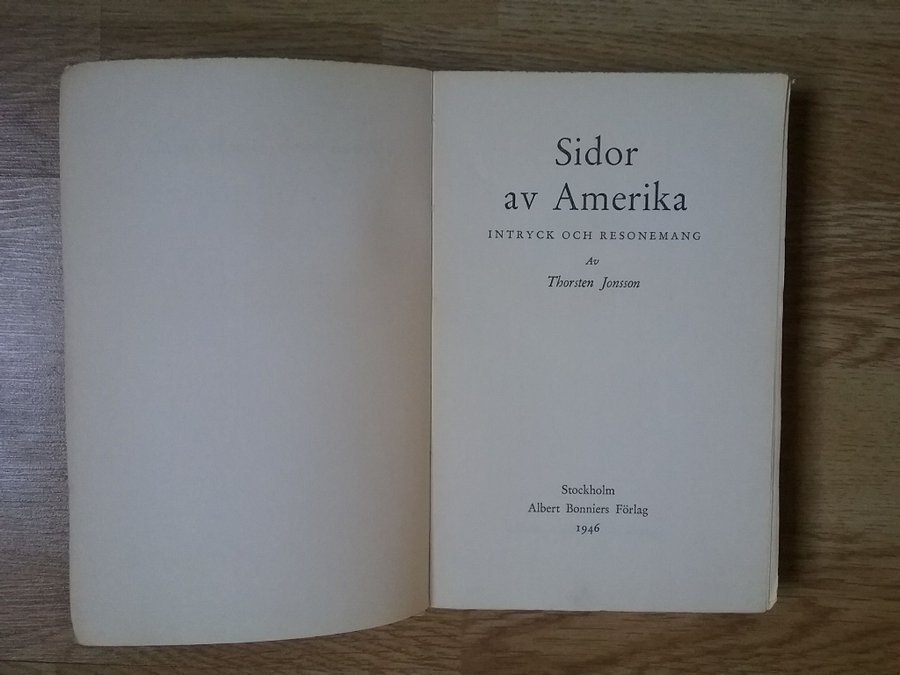 Sidor
av Amerika
INTRYCK OCH RESONEMANG
Av
Thorsten Jonsson
Stockholm
Albert Bonniers Förlag
1946